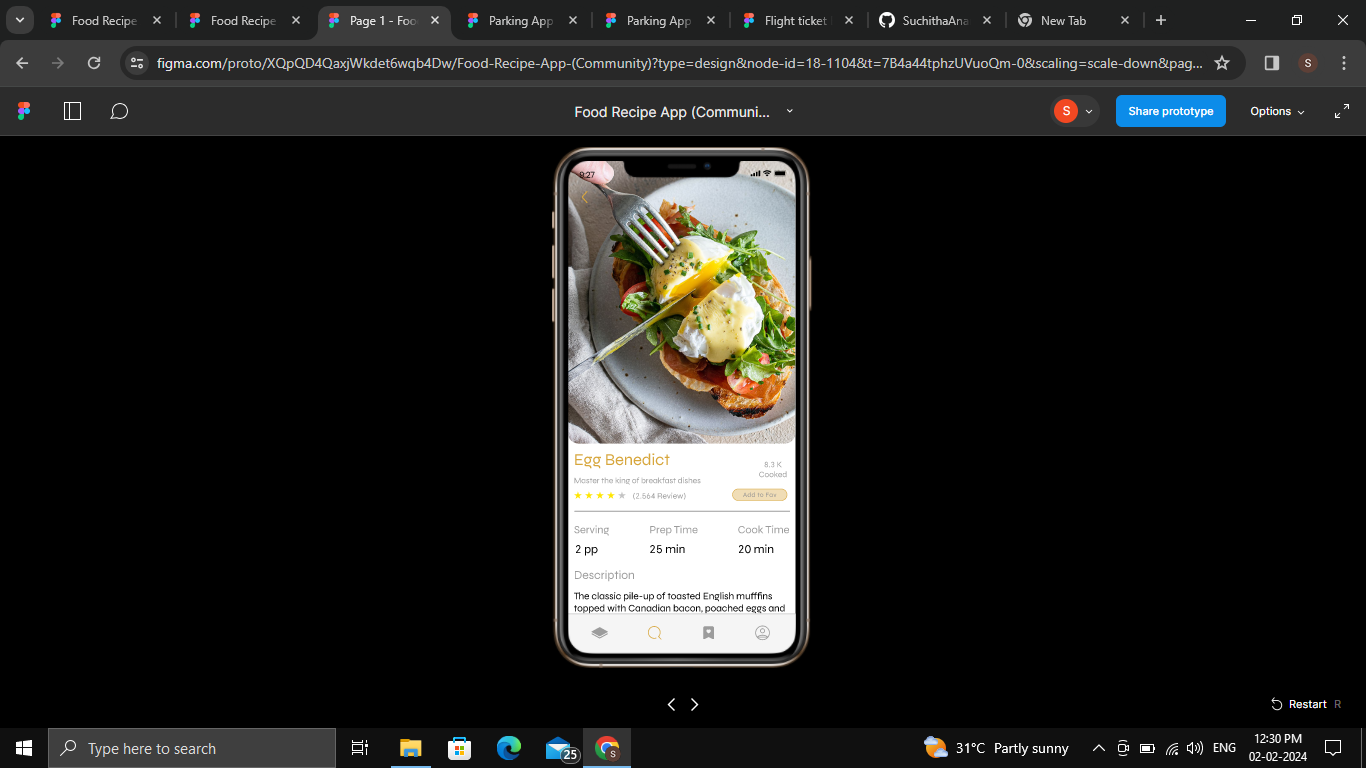 Food Recipe
Food Recipe
Page 1 - Foo
Parking App
Parking App
Flight ticket
SuchithaAna
New Tab
figma.com/proto/XQpQD4QaxjWkdet6wqb4Dw/Food-Recipe-App-(Community)?type=design&node-id=18-1104&t=7B4a44tphzUVuoQm-0&scaling=scale-down&pag...
S
Food Recipe App (Communi...
S
Share prototype
Options
9:27
Egg Benedict
8.3 K
Cooked
Master the king of breakfast dishes
(2.564 Review)
Add to Fav
Serving
Prep Time
Cook Time
2 pp
25 min
20 min
Description
The classic pile-up of toasted English mufffins
topped with Canadian bacon, poached eggs and
Restart R
Type here to search
25
S
31°C Partly sunny
ENG
12:30 PM
02-02-2024